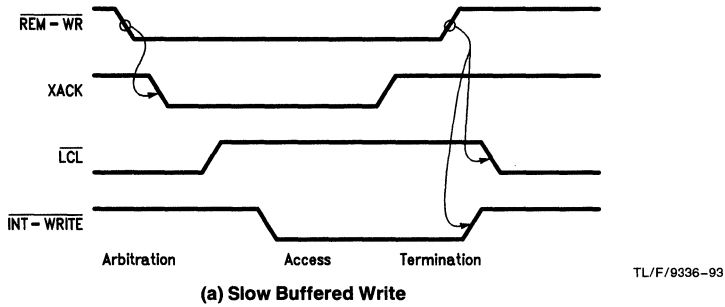 REM-WR
XACK
LCL
INT-WRITE
Arbitration Access Termination
TL/F/9336-93
(a) Slow Buffered Write